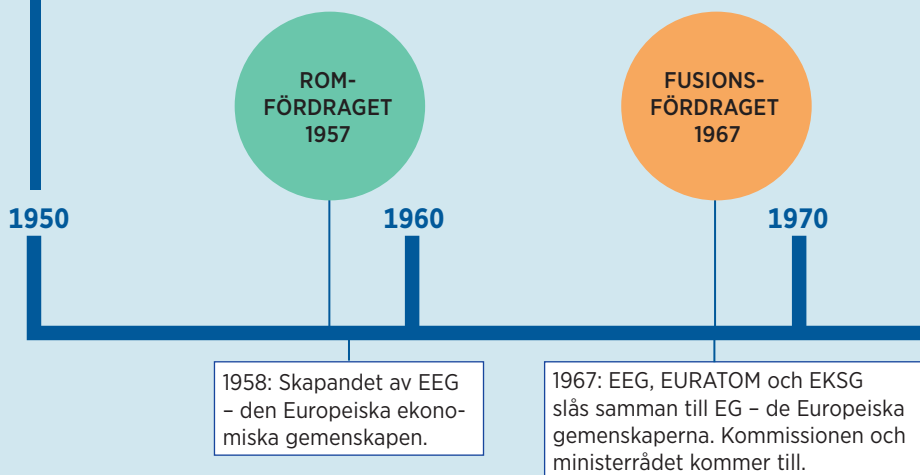 ROM-
FÖRDRAGET
1957
FUSIONS-
FÖRDRAGET
1967
1950
1960
1970
1958: Skapandet av EEG
– den Europeiska ekono-
miska gemenskapen.
1967: EEG, EURATOM och EKSG
slås samman till EG – de Europeiska
gemenskaperna. Kommissionen och
ministerrådet kommer till.